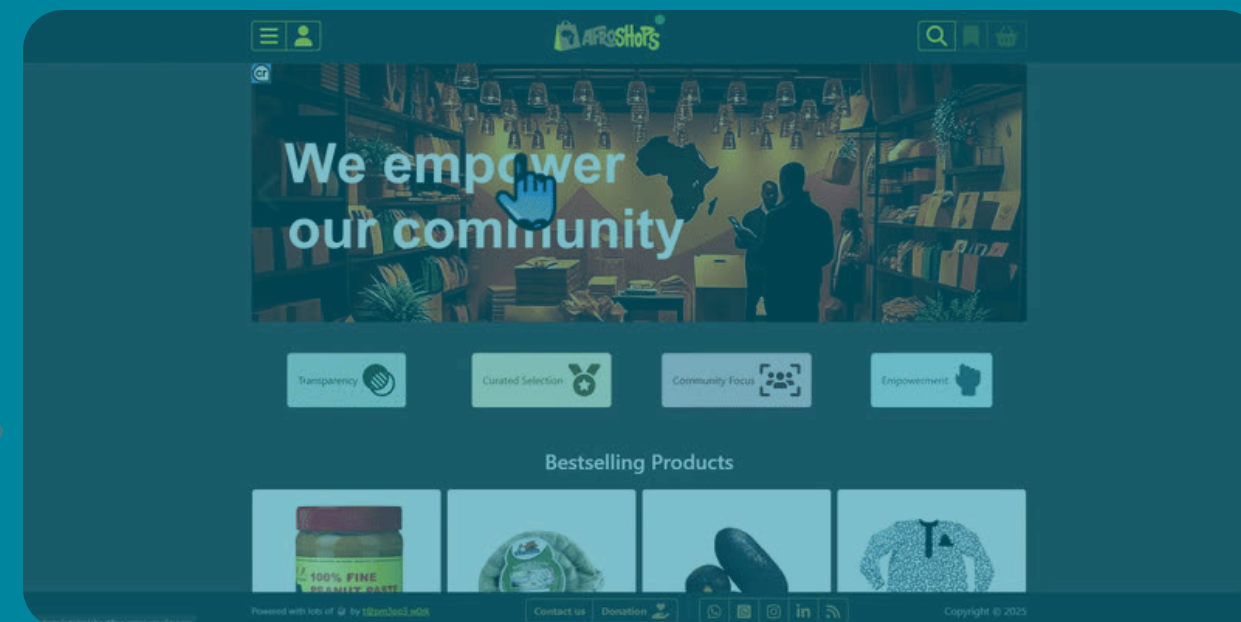 AFROSHOPS
cr
We empower
our community
Transparency
Curated Selection
Community Focus
Empowerment
Bestselling Products
100% FINE
PEANUT PASTE
Powered with lots of by
Contact us
Donation
Copyright © 2025